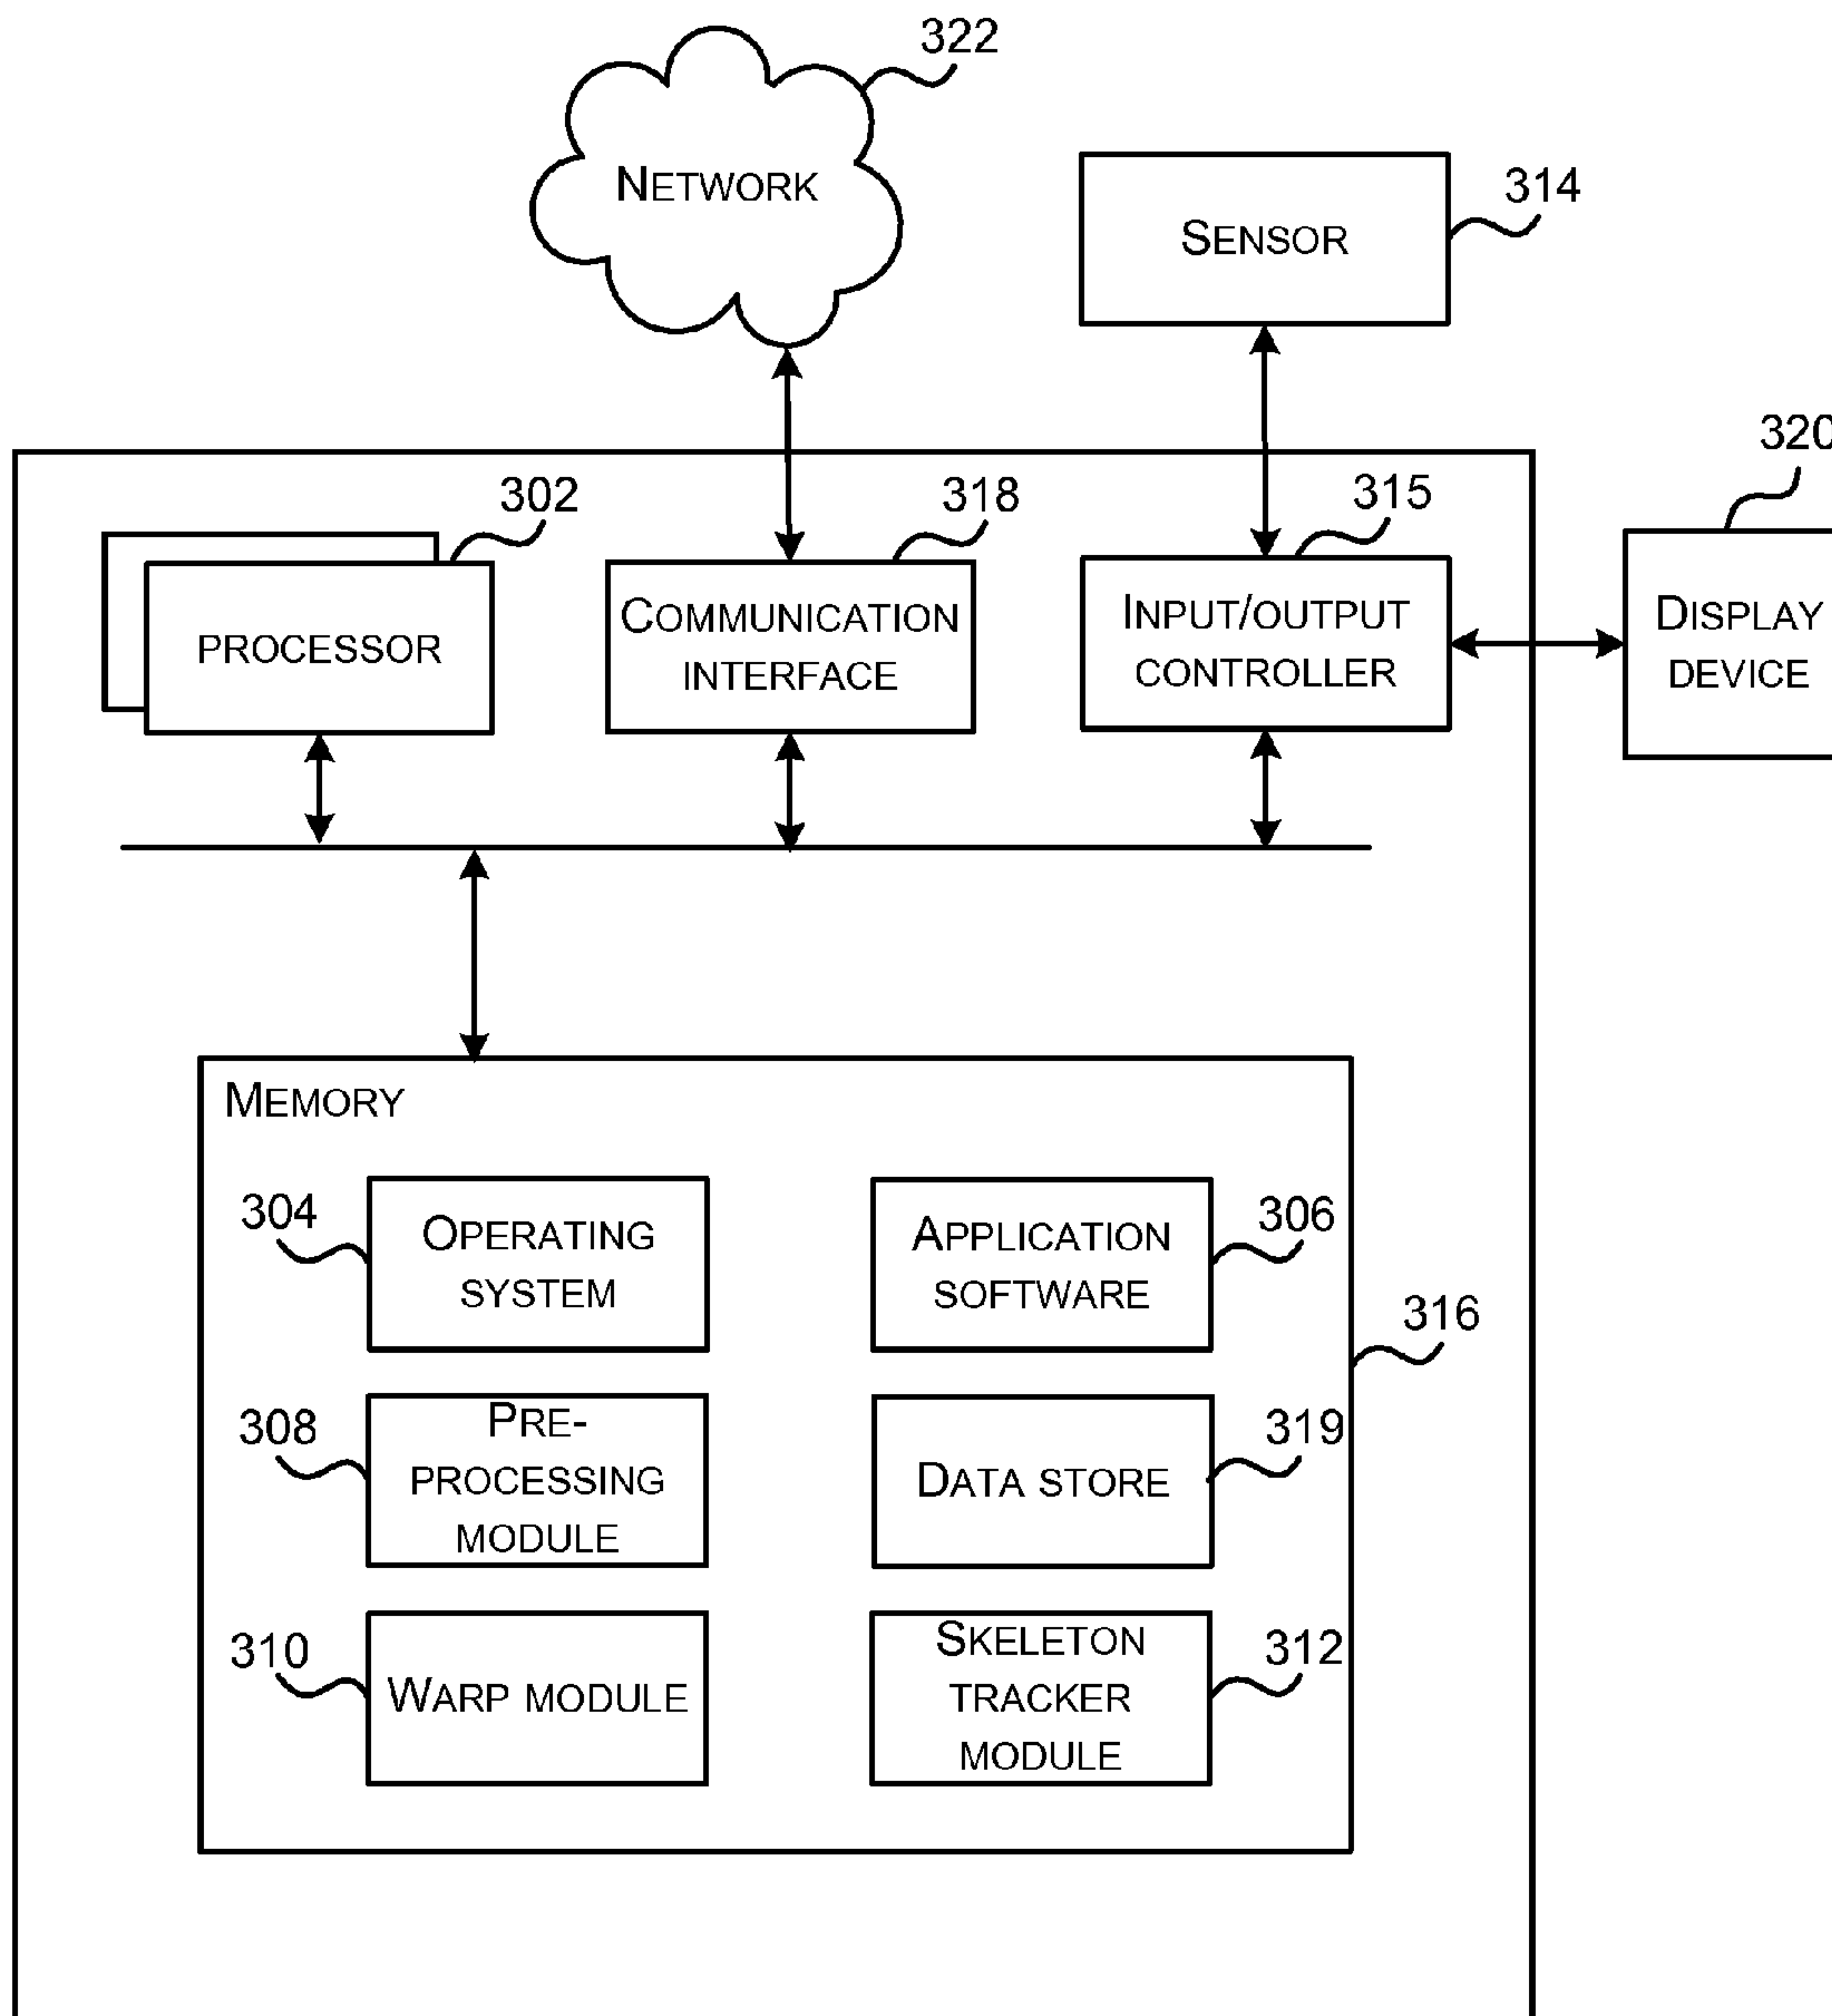 322
NETWORK
314
SENSOR
320
302
318
315
PROCESSOR
COMMUNICATION
INTERFACE
INPUT/OUTPUT
CONTROLLER
DISPLAY
DEVICE
MEMORY
304
OPERATING
SYSTEM
APPLICATION
SOFTWARE
306
316
308
PRE-
PROCESSING
MODULE
DATA STORE
319
310
WARP MODULE
SKELETON
TRACKER
MODULE
312